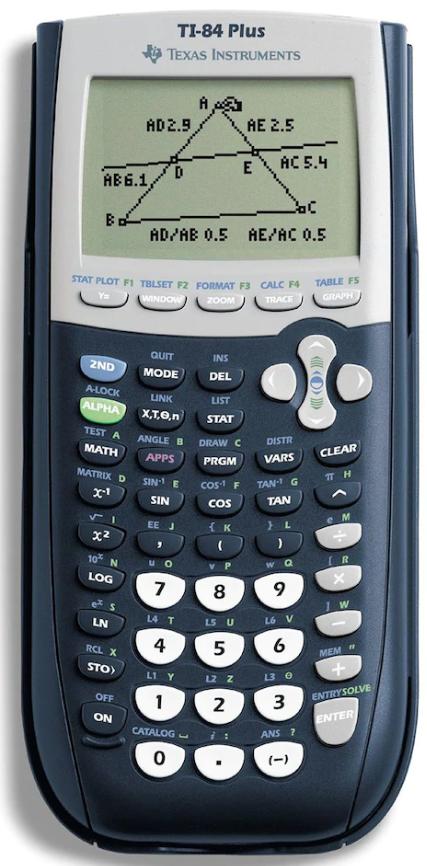 TI-84 Plus
TEXAS INSTRUMENTS
A
AD 2.9 AE 2.5
D E AC 5.4
AB 6.1
B C
AD/AB 0.5 AE/AC 0.5
STAT PLOT F1 TBLSET F2 FORMAT F3 CALC F4 TABLE F5
Y= WINDOW ZOOM TRACE GRAPH
QUIT INS
2ND MODE DEL
A-LOCK LINK LIST
ALPHA X,T,Θ,n STAT
TEST A ANGLE B DRAW C DISTR
MATH APPS PRGM VARS CLEAR
MATRIX D SIN⁻¹ E COS⁻¹ F TAN⁻¹ G π H
x⁻¹ SIN COS TAN ^
√ I EE J { K } L e M
x² , ( ) ÷
10ˣ N u O v P w Q [ R
LOG 7 8 9 ×
eˣ S L4 T L5 U L6 V ] W
LN 4 5 6 −
RCL X L1 Y L2 Z L3 θ MEM "
STO› 1 2 3 +
OFF CATALOG ⎵ i : ANS ? ENTRY SOLVE
ON 0 . (−) ENTER